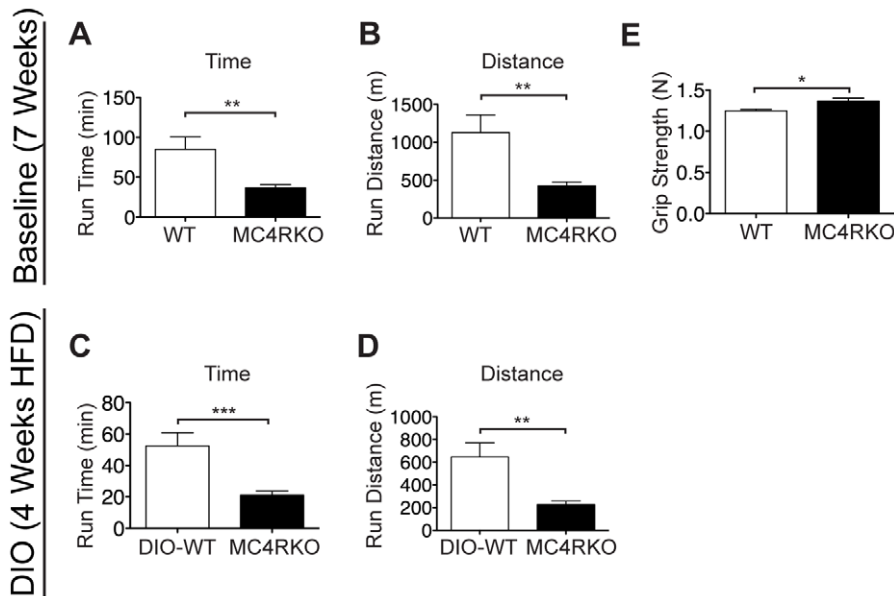 Baseline (7 Weeks)
A
Time
Run Time (min)
150
100
50
0
**
WT
MC4RKO
B
Distance
Run Distance (m)
1500
1000
500
0
**
WT
MC4RKO
E
Grip Strength (N)
1.5
1.0
0.5
0.0
*
WT
MC4RKO
DIO (4 Weeks HFD)
C
Time
Run Time (min)
80
60
40
20
0
***
DIO-WT
MC4RKO
D
Distance
Run Distance (m)
1000
800
600
400
200
0
**
DIO-WT
MC4RKO